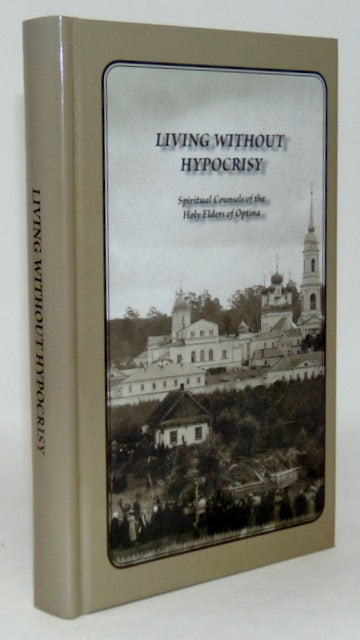 LIVING WITHOUT
HYPOCRISY
Spiritual Counsels of the
Holy Elders of Optina
LIVING WITHOUT HYPOCRISY